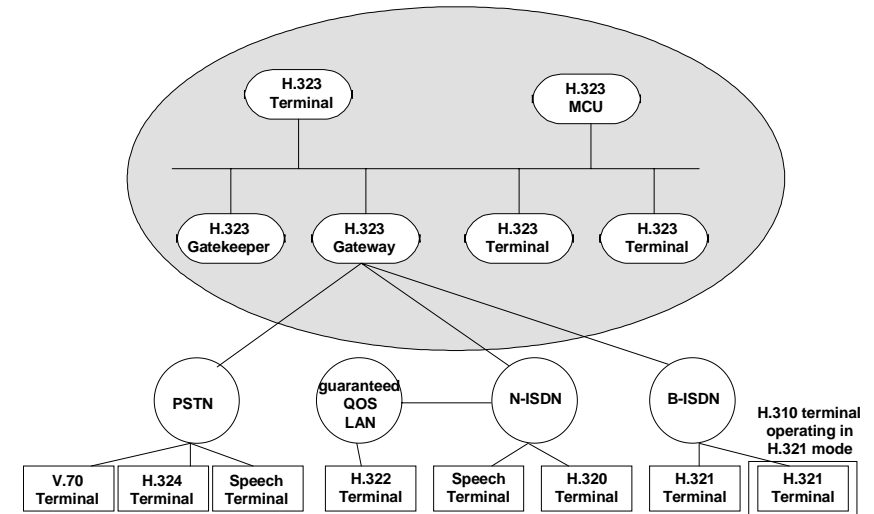 H.323
Terminal
H.323
MCU
H.323
Gatekeeper
H.323
Gateway
H.323
Terminal
H.323
Terminal
PSTN
guaranteed
QOS
LAN
N-ISDN
B-ISDN
H.310 terminal
operating in
H.321 mode
V.70
Terminal
H.324
Terminal
Speech
Terminal
H.322
Terminal
Speech
Terminal
H.320
Terminal
H.321
Terminal
H.321
Terminal